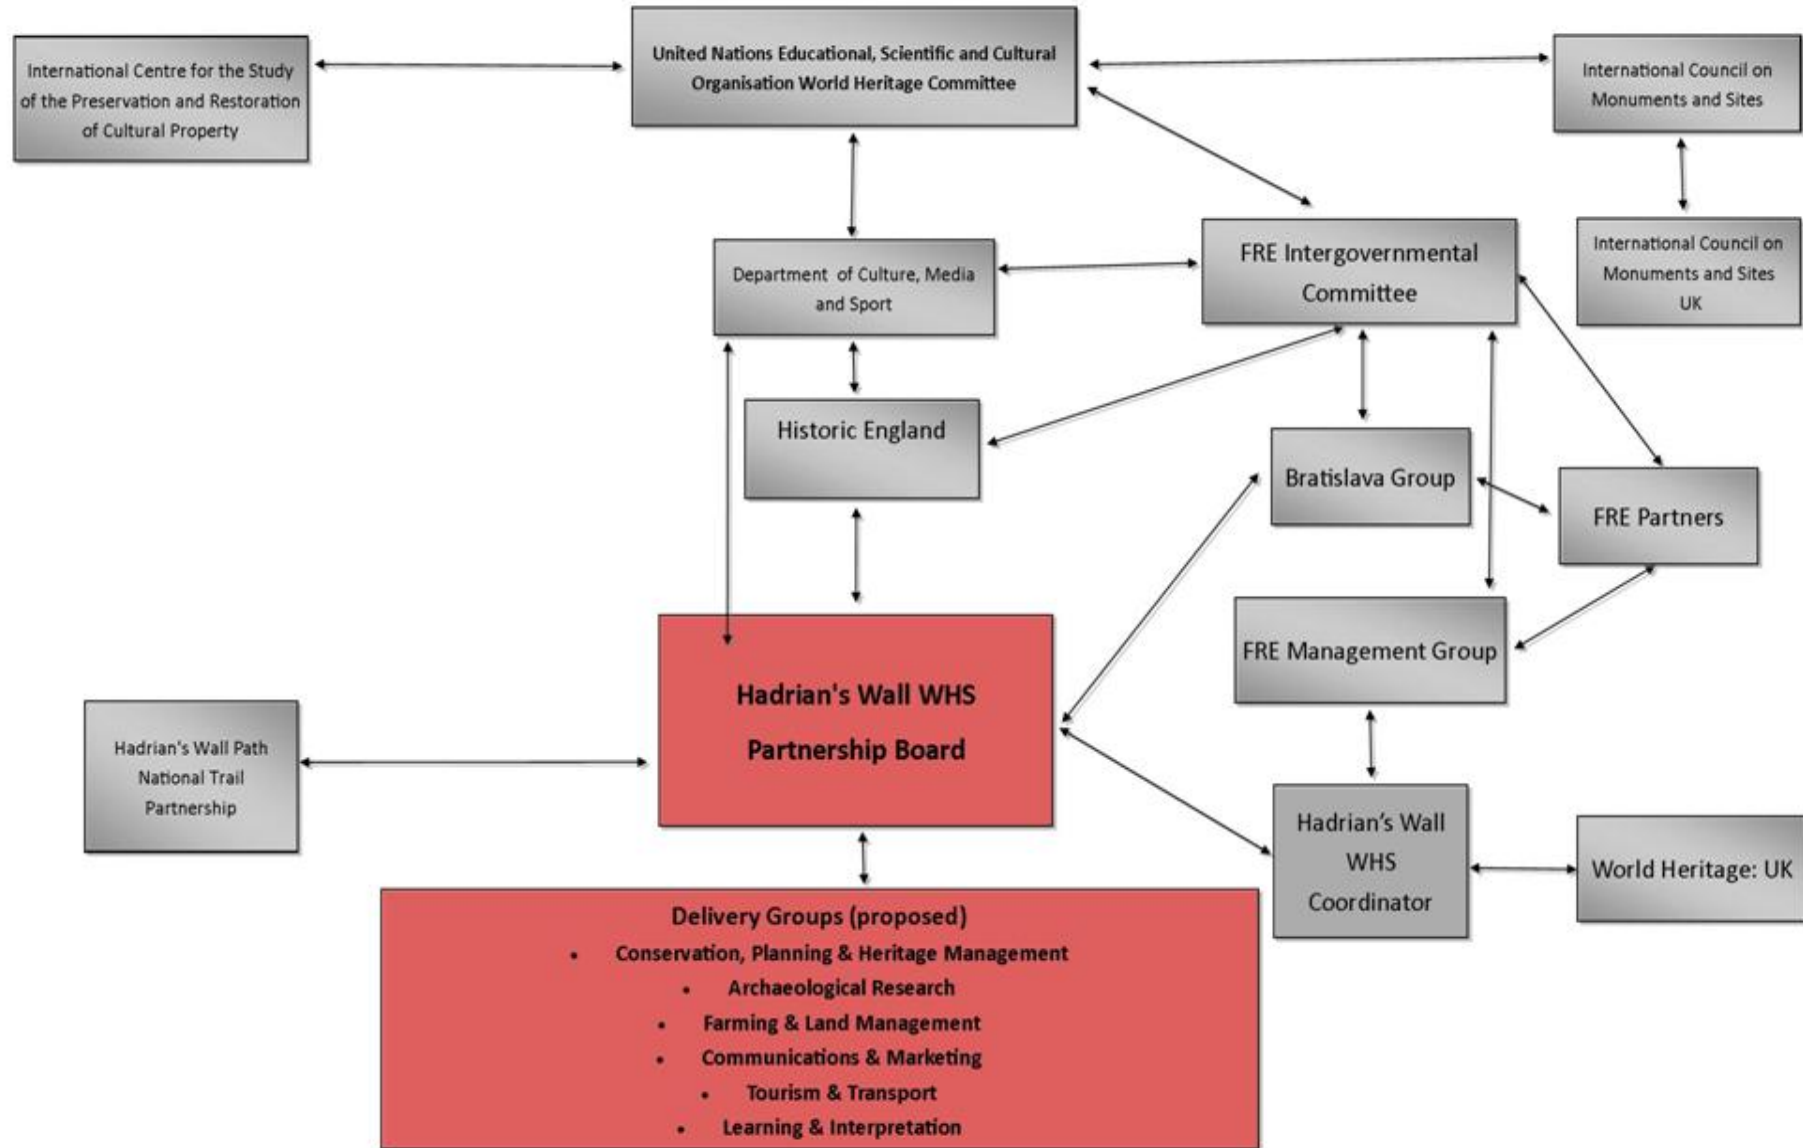 United Nations Educational, Scientific and Cultural
Organisation World Heritage Committee
International Centre for the Study
of the Preservation and Restoration
of Cultural Property
International Council on
Monuments and Sites
International Council on
Monuments and Sites
UK
Department of Culture, Media
and Sport
FRE Intergovernmental
Committee
Historic England
Bratislava Group
FRE Partners
FRE Management Group
Hadrian's Wall WHS
Partnership Board
Hadrian's Wall Path
National Trail
Partnership
Hadrian’s Wall
WHS
Coordinator
World Heritage: UK
Delivery Groups (proposed)
• Conservation, Planning & Heritage Management
• Archaeological Research
• Farming & Land Management
• Communications & Marketing
• Tourism & Transport
• Learning & Interpretation